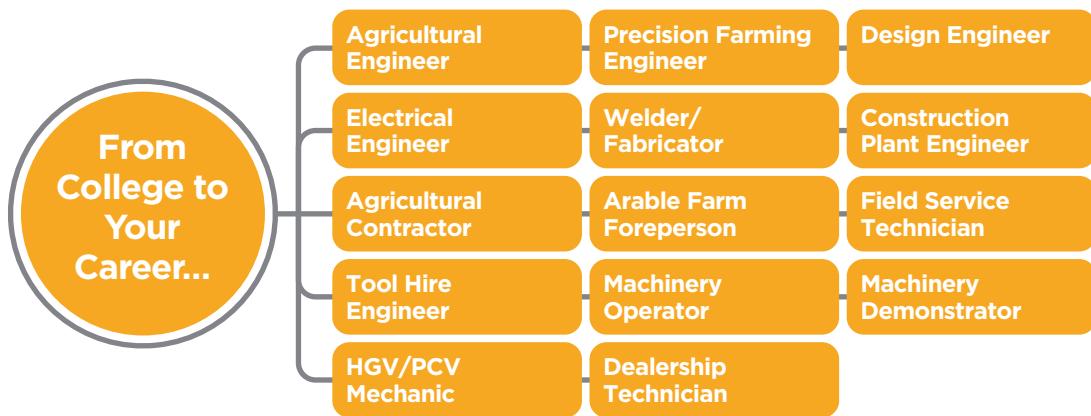 From
College to
Your
Career...
Agricultural
Engineer
Precision Farming
Engineer
Design Engineer
Electrical
Engineer
Welder/
Fabricator
Construction
Plant Engineer
Agricultural
Contractor
Arable Farm
Foreperson
Field Service
Technician
Tool Hire
Engineer
Machinery
Operator
Machinery
Demonstrator
HGV/PCV
Mechanic
Dealership
Technician